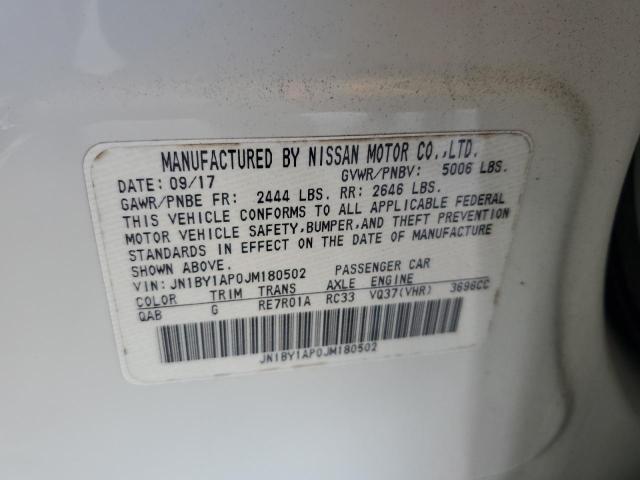 MANUFACTURED BY NISSAN MOTOR CO.,LTD.
DATE: 09/17 GVWR/PNBV: 5006 LBS.
GAWR/PNBE FR: 2444 LBS. RR: 2646 LBS.
THIS VEHICLE CONFORMS TO ALL APPLICABLE FEDERAL
MOTOR VEHICLE SAFETY,BUMPER,AND THEFT PREVENTION
STANDARDS IN EFFECT ON THE DATE OF MANUFACTURE
SHOWN ABOVE.
VIN: JN1BY1AP0JM180502 PASSENGER CAR
COLOR TRIM TRANS AXLE ENGINE
QAB G RE7R01A RC33 VQ37(VHR) 3696CC
JN1BY1AP0JM180502